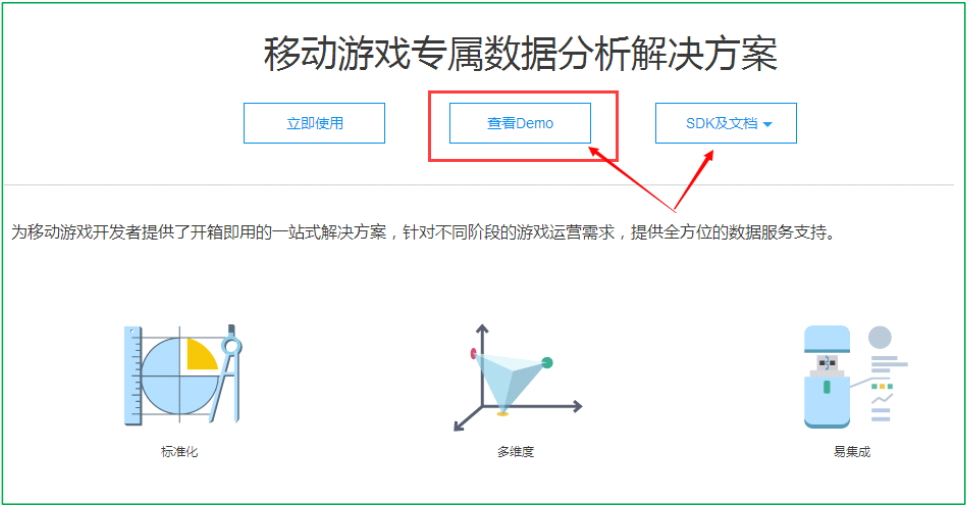 移动游戏专属数据分析解决方案
立即使用
查看Demo
SDK及文档
为移动游戏开发者提供了开箱即用的一站式解决方案，针对不同阶段的游戏运营需求，提供全方位的数据服务支持。
标准化
多维度
易集成